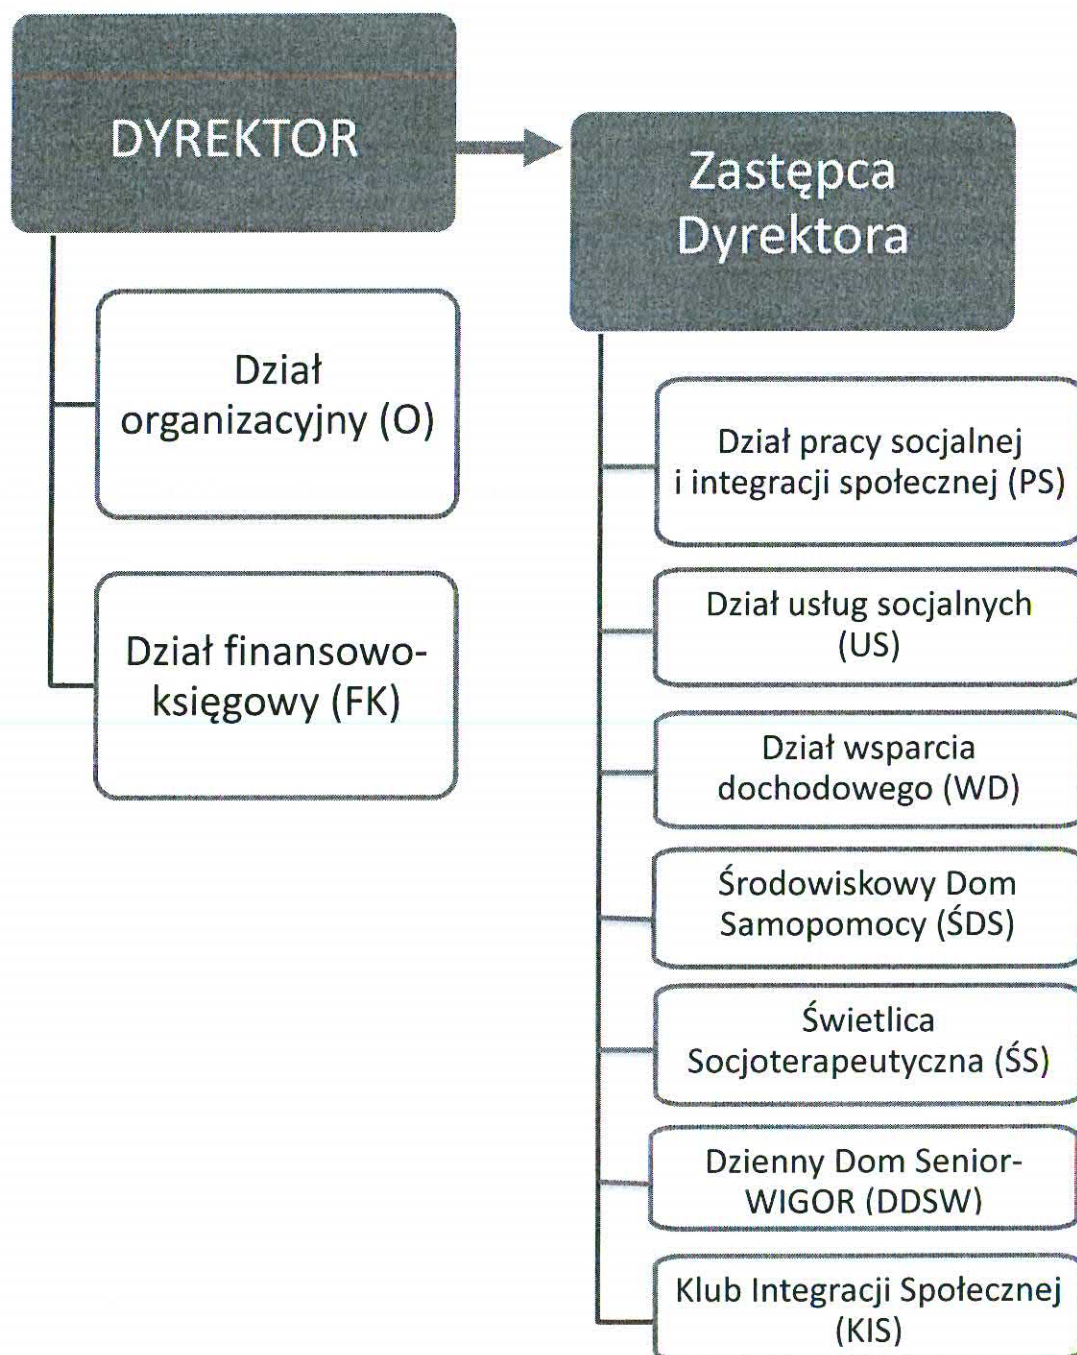 DYREKTOR
Zastępca
Dyrektora
Dział
organizacyjny (O)
Dział finansowo-
księgowy (FK)
Dział pracy socjalnej
i integracji społecznej (PS)
Dział usług socjalnych
(US)
Dział wsparcia
dochodowego (WD)
Środowiskowy Dom
Samopomocy (ŚDS)
Świetlica
Socjoterapeutyczna (ŚS)
Dzienny Dom Senior-
WIGOR (DDSW)
Klub Integracji Społecznej
(KIS)